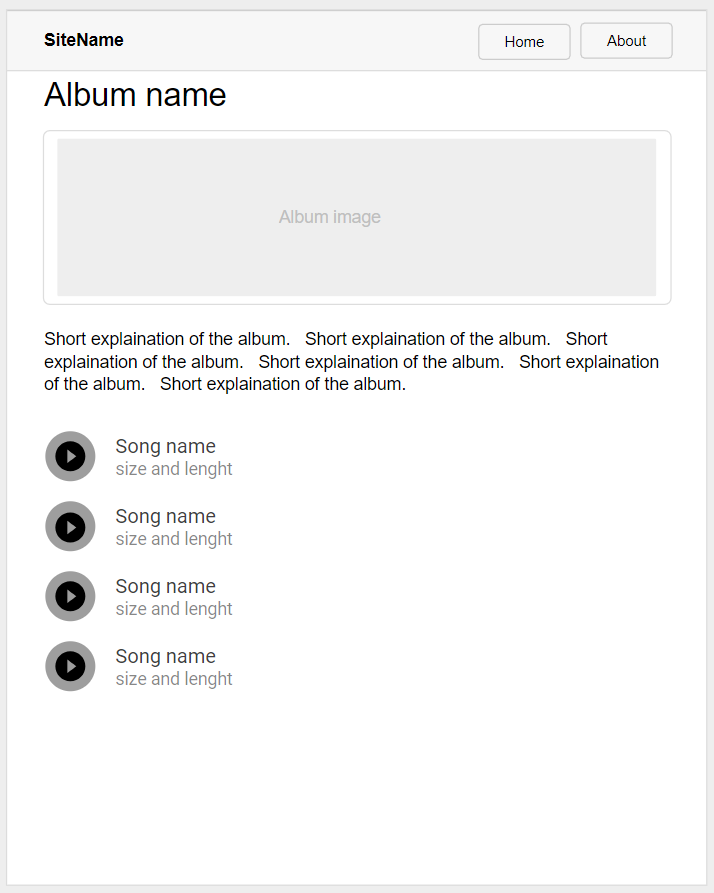 SiteName
Home
About
Album name
Album image
Short explaination of the album.   Short explaination of the album.   Short
explaination of the album.   Short explaination of the album.   Short explaination
of the album.   Short explaination of the album.
Song name
size and lenght
Song name
size and lenght
Song name
size and lenght
Song name
size and lenght